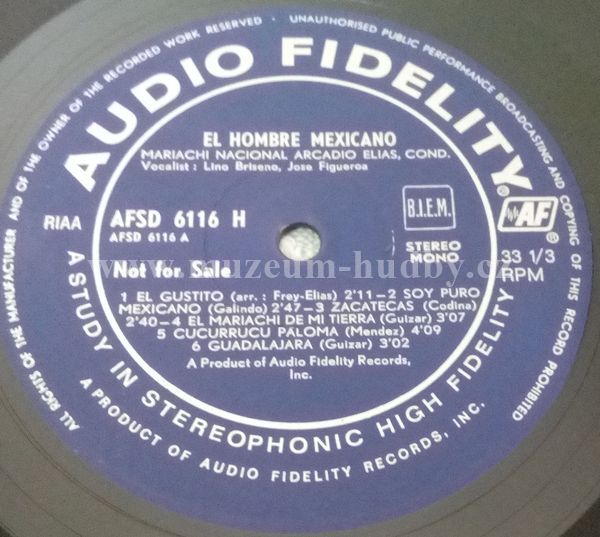 ALL RIGHTS OF THE MANUFACTURER AND OF THE OWNER OF THE RECORDED WORK RESERVED · UNAUTHORISED PUBLIC PERFORMANCE BROADCASTING AND COPYING OF THIS RECORD PROHIBITED
AUDIO FIDELITY®
AF®
EL HOMBRE MEXICANO
MARIACHI NACIONAL ARCADIO ELIAS, COND.
Vocalist : Lino Briseno, Jose Figueroa
RIAA
AFSD 6116 H
AFSD 6116 A
B.I.E.M.
STEREO
MONO
33 1/3
RPM
Not for Sale
www.muzeum-hudby.cz
1 EL GUSTITO (arr. : Frey-Elias) 2'11-2 SOY PURO
MEXICANO (Galindo) 2'47-3 ZACATECAS (Codina)
2'40-4 EL MARIACHI DE MI TIERRA (Guizar) 3'07
5 CUCURRUCU PALOMA (Mendez) 4'09
6 GUADALAJARA (Guizar) 3'02
A Product of Audio Fidelity Records,
Inc.
A STUDY IN STEREOPHONIC HIGH FIDELITY
A PRODUCT OF AUDIO FIDELITY RECORDS, INC.